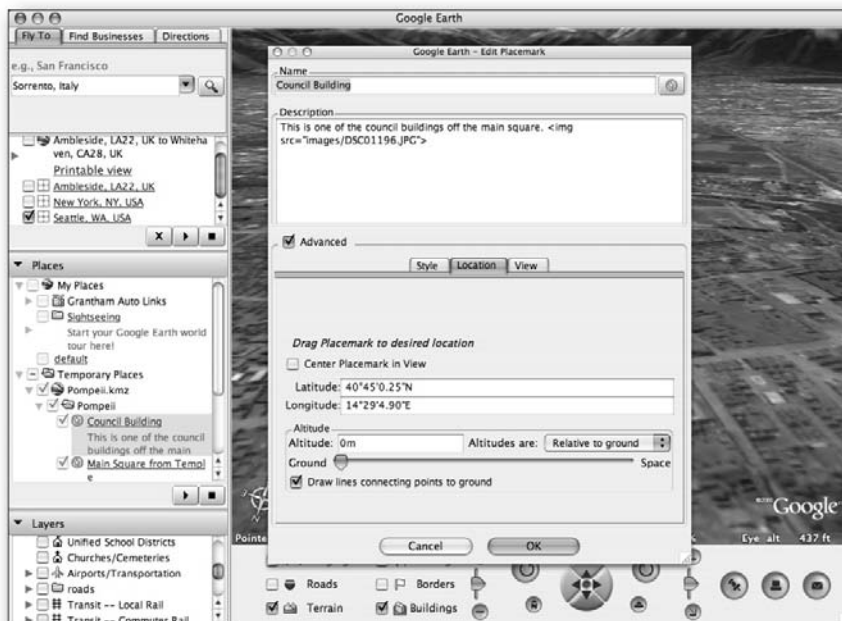 Google Earth
Fly To
Find Businesses
Directions
e.g., San Francisco
Sorrento, Italy
Ambleside, LA22, UK to Whiteha
ven, CA28, UK
Printable view
Ambleside, LA22, UK
New York, NY, USA
Seattle, WA, USA
Places
My Places
Grantham Auto Links
Sightseeing
Start your Google Earth world
tour here!
default
Temporary Places
Pompeii.kmz
Pompeii
Council Building
This is one of the council
buildings off the main
Main Square from Templ
e
Layers
Unified School Districts
Churches/Cemeteries
Airports/Transportation
roads
Transit -- Local Rail
Transit -- Commuter Rail
Google Earth - Edit Placemark
Name
Council Building
Description
This is one of the council buildings off the main square. <img
src="images/DSC01196.JPG">
Advanced
Style
Location
View
Drag Placemark to desired location
Center Placemark in View
Latitude: 40°45'0.25"N
Longitude: 14°29'4.90"E
Altitude
Altitude: 0m
Altitudes are: Relative to ground
Ground
Space
Draw lines connecting points to ground
Cancel
OK
Google
Pointe
Eye alt 437 ft
Roads
Borders
Terrain
Buildings